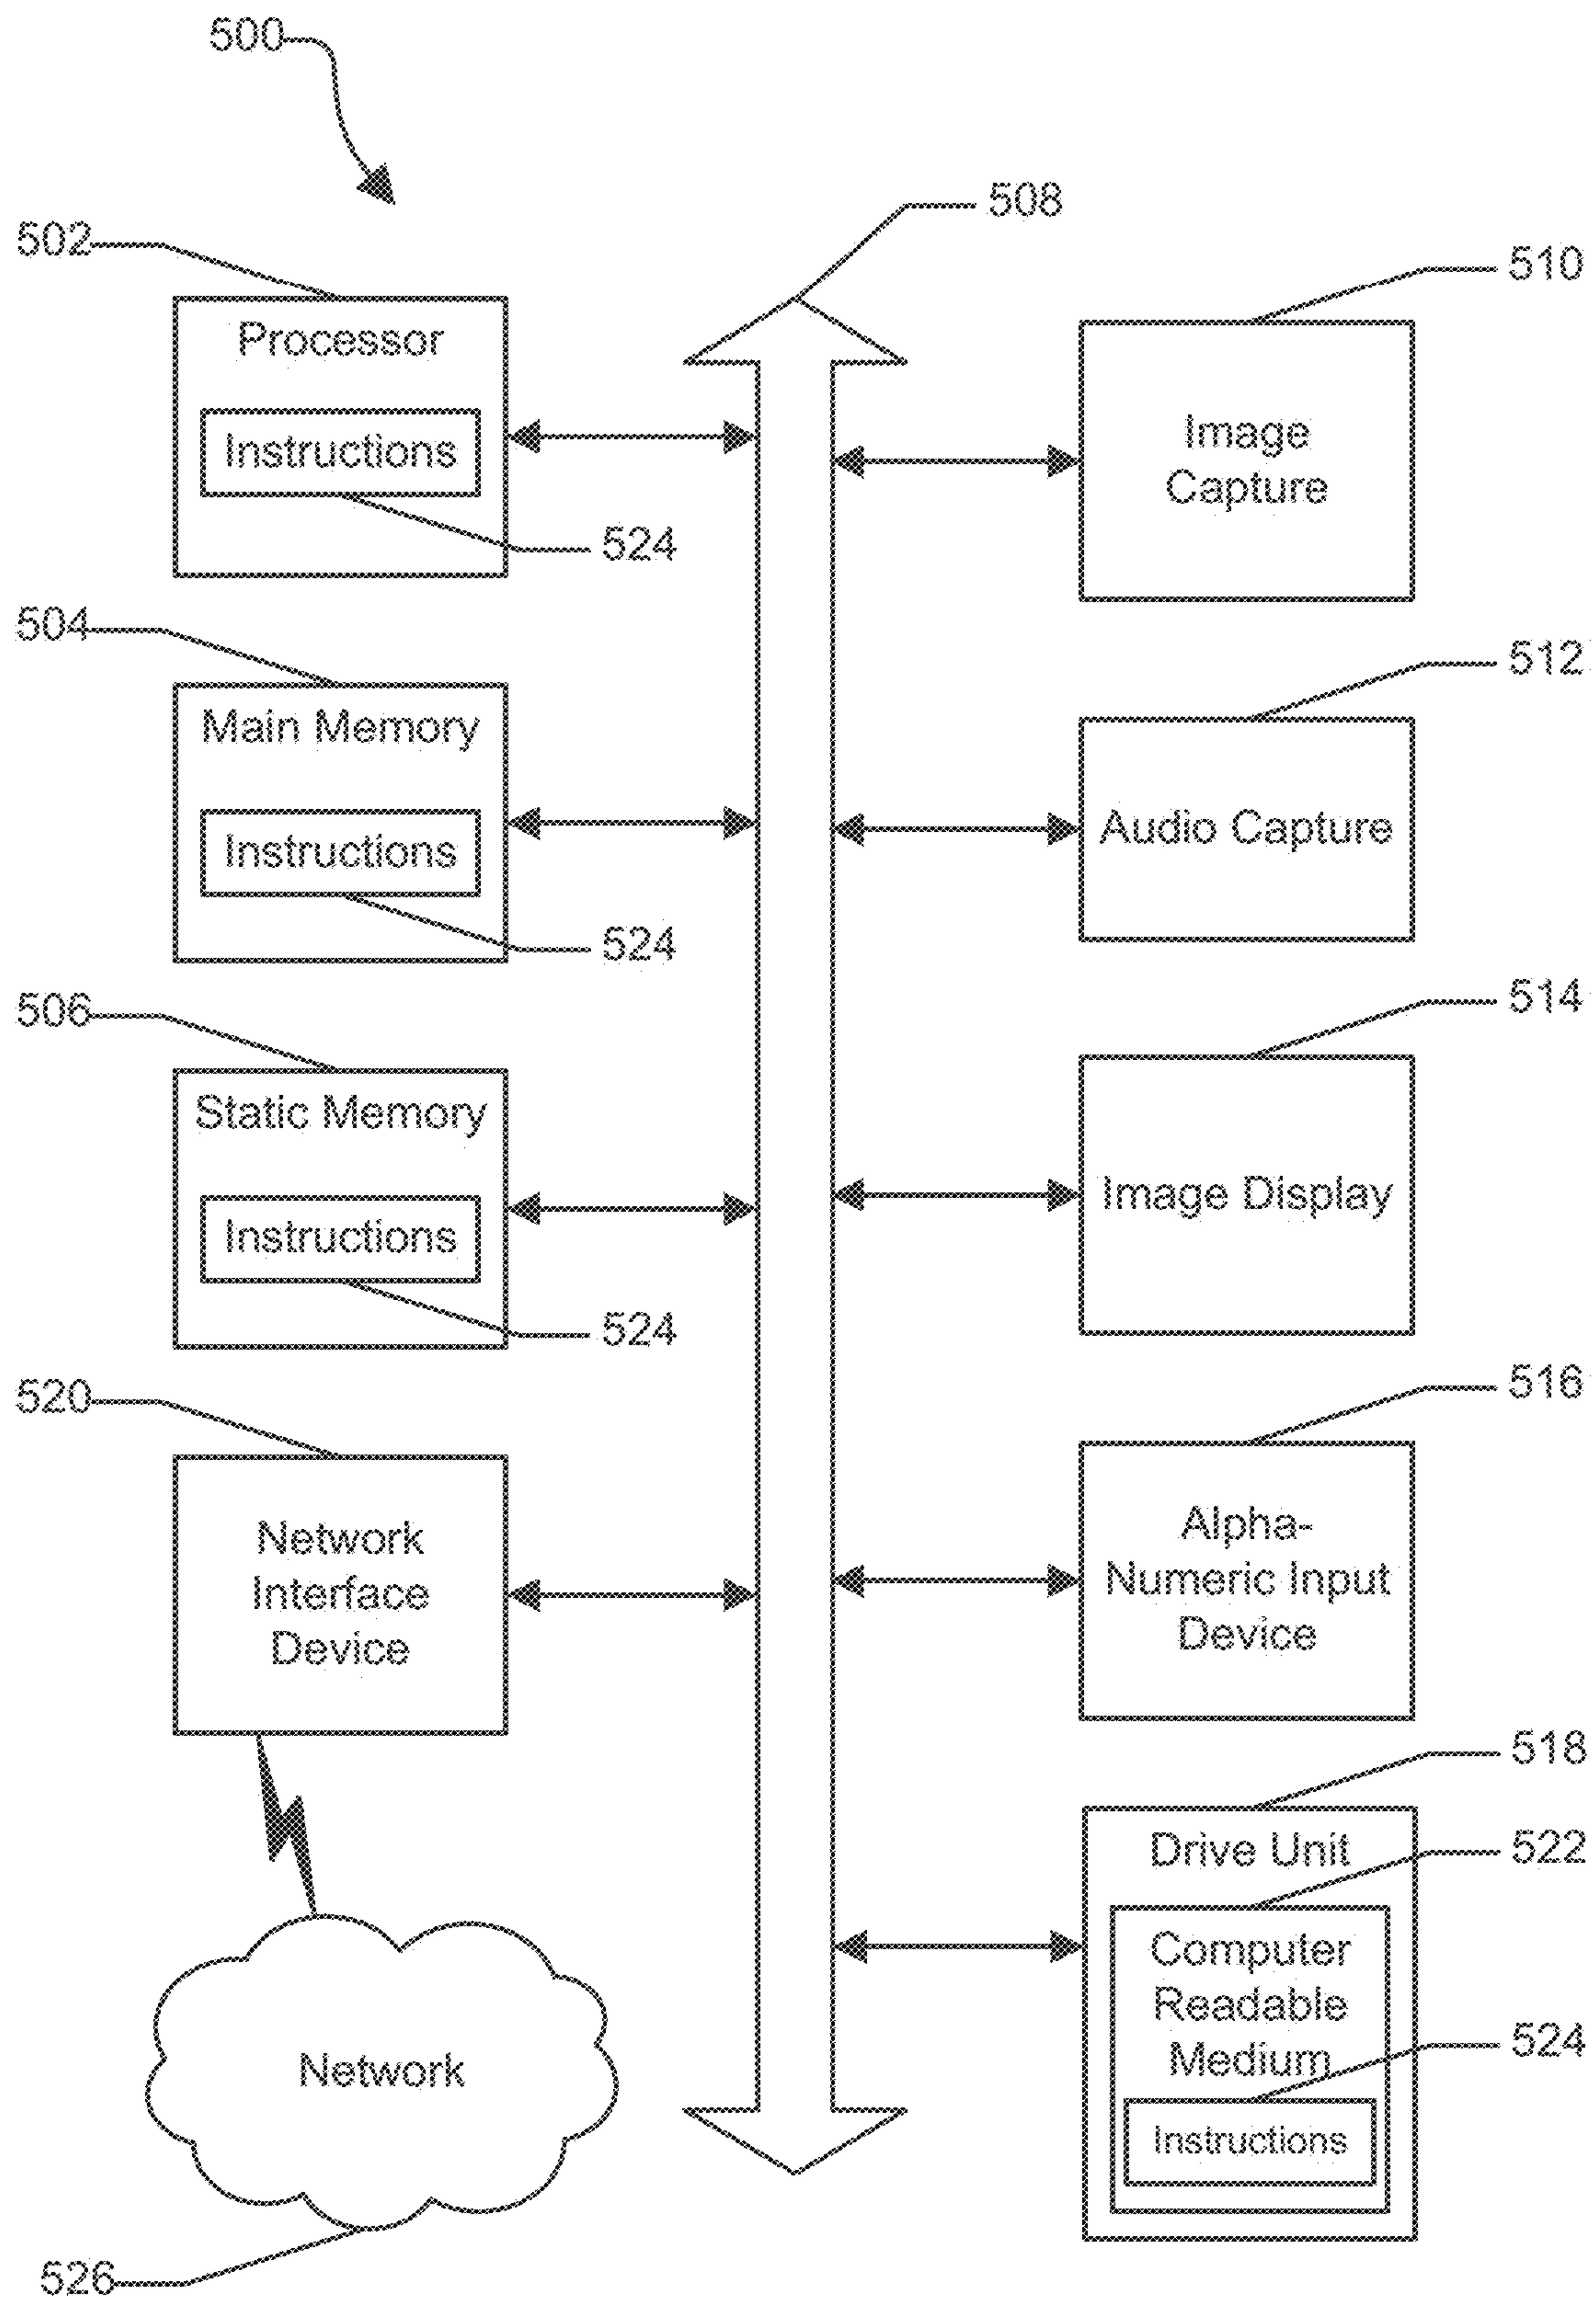 500
508
502
510
Processor
Instructions
524
Image
Capture
504
512
Main Memory
Instructions
524
Audio Capture
506
514
Static Memory
Instructions
524
Image Display
520
516
Network
Interface
Device
Alpha-
Numeric Input
Device
518
Drive Unit
522
Computer
Readable
Medium
524
Instructions
Network
526